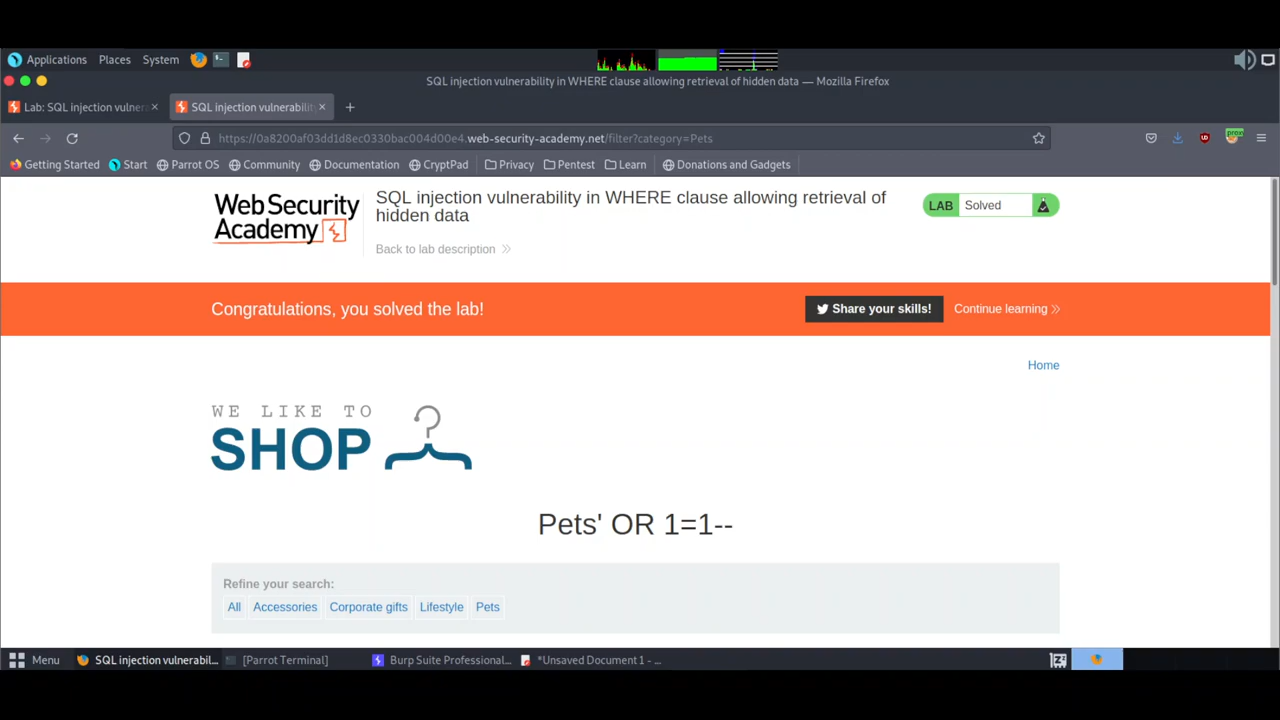 Applications Places System
SQL injection vulnerability in WHERE clause allowing retrieval of hidden data — Mozilla Firefox
Lab: SQL injection vulnera × SQL injection vulnerabilit × +
https://0a8200af03dd1d8ec0330bac004d00e4.web-security-academy.net/filter?category=Pets
Getting Started Start Parrot OS Community Documentation CryptPad Privacy Pentest Learn Donations and Gadgets
Web Security
Academy
SQL injection vulnerability in WHERE clause allowing retrieval of
hidden data
Back to lab description
LAB Solved
Congratulations, you solved the lab!
Share your skills!
Continue learning
Home
WE LIKE TO
SHOP
Pets' OR 1=1--
Refine your search:
All Accessories Corporate gifts Lifestyle Pets
Menu SQL injection vulnerabil... [Parrot Terminal] Burp Suite Professional... *Unsaved Document 1 - ...